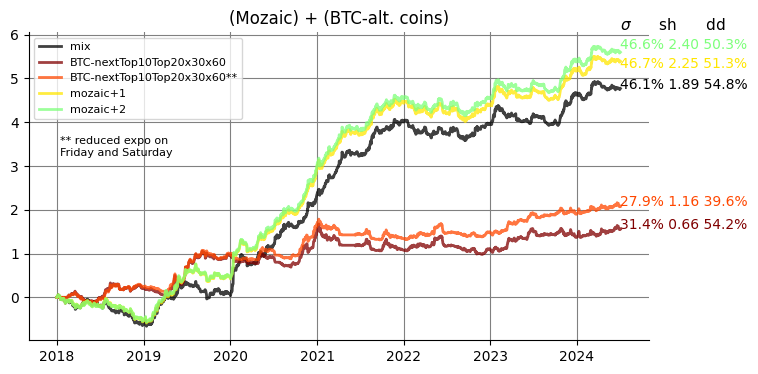 (Mozaic) + (BTC-alt. coins)
σ sh dd
46.6% 2.40 50.3%
46.7% 2.25 51.3%
46.1% 1.89 54.8%
27.9% 1.16 39.6%
31.4% 0.66 54.2%
mix
BTC-nextTop10Top20x30x60
BTC-nextTop10Top20x30x60**
mozaic+1
mozaic+2
** reduced expo on
Friday and Saturday
6
5
4
3
2
1
0
2018 2019 2020 2021 2022 2023 2024